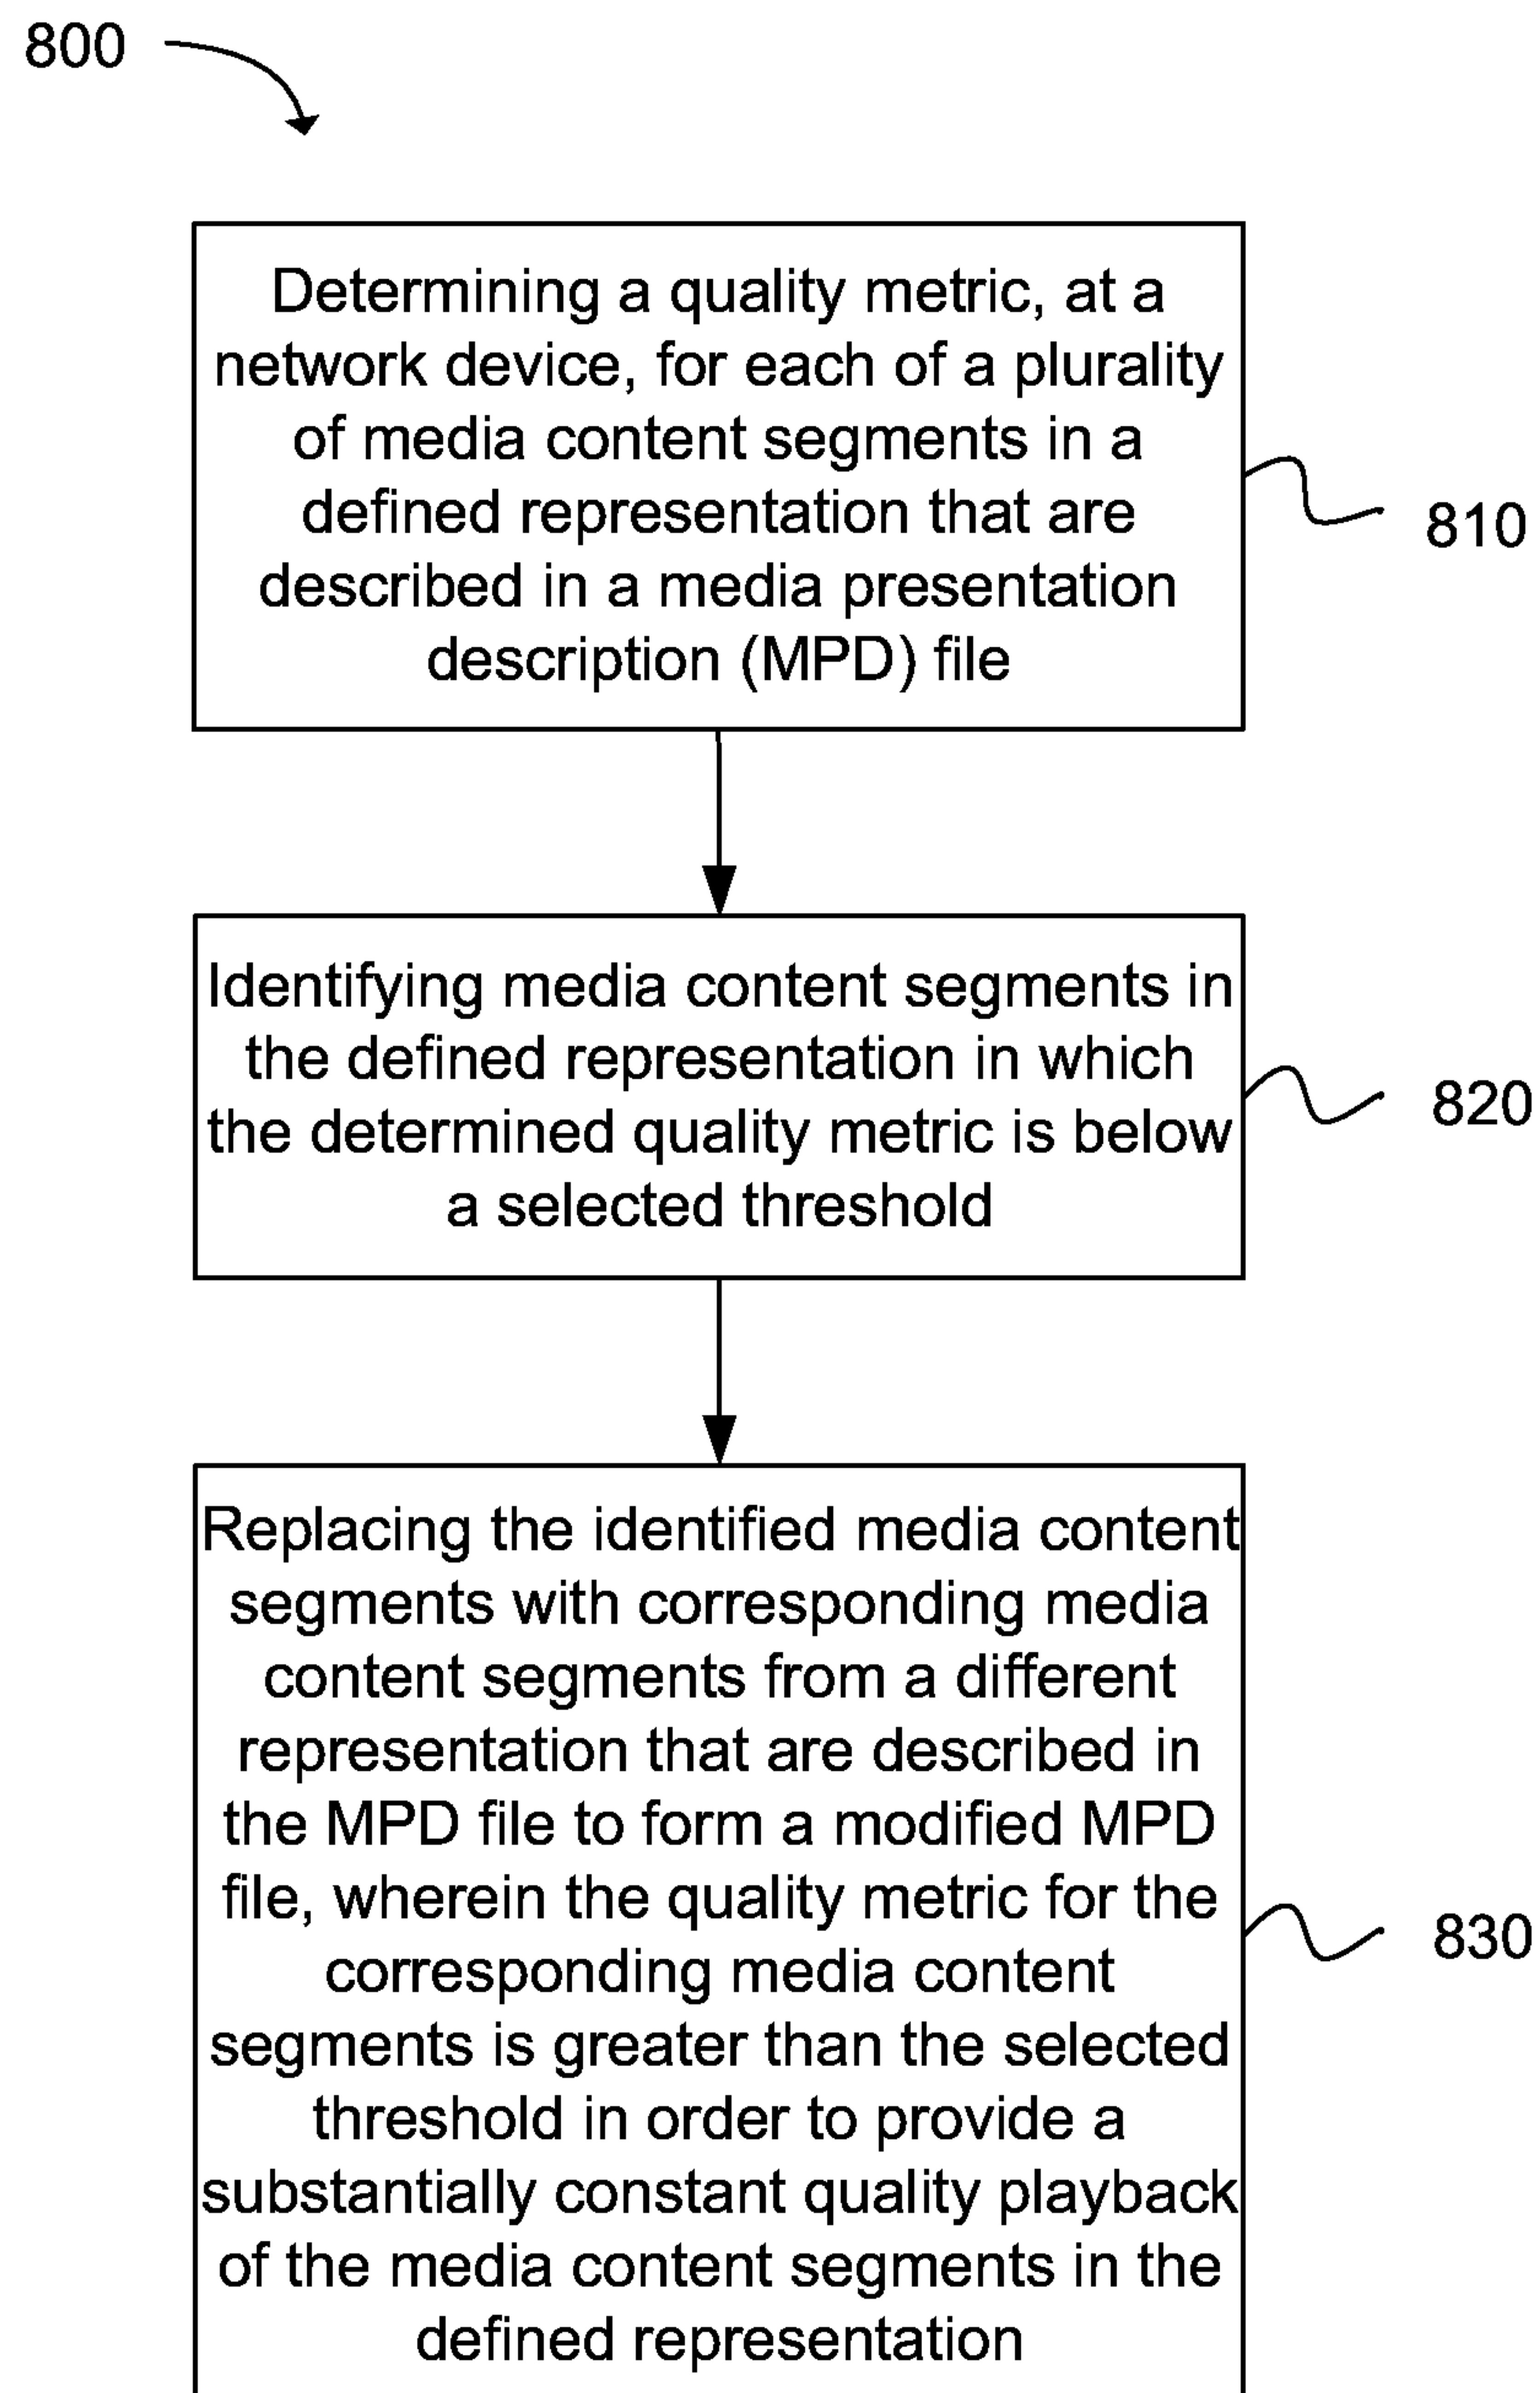 800
Determining a quality metric, at a
network device, for each of a plurality
of media content segments in a
defined representation that are
described in a media presentation
description (MPD) file
810
Identifying media content segments in
the defined representation in which
the determined quality metric is below
a selected threshold
820
Replacing the identified media content
segments with corresponding media
content segments from a different
representation that are described in
the MPD file to form a modified MPD
file, wherein the quality metric for the
corresponding media content
segments is greater than the selected
threshold in order to provide a
substantially constant quality playback
of the media content segments in the
defined representation
830